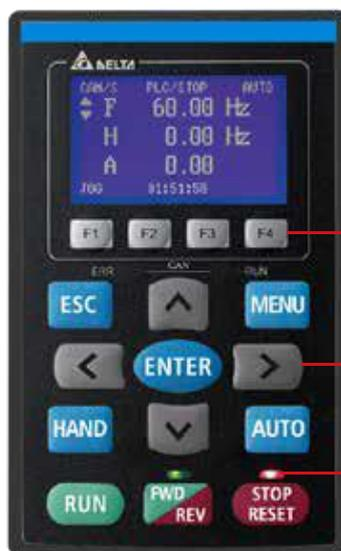 DELTA
CAN/S PLC/STOP AUTO
F 60.00 Hz
H 0.00 Hz
A 0.00
JOG 01:51:58
F1 F2 F3 F4
ERR CAN RUN
ESC MENU
ENTER
HAND AUTO
RUN FWD REV STOP RESET